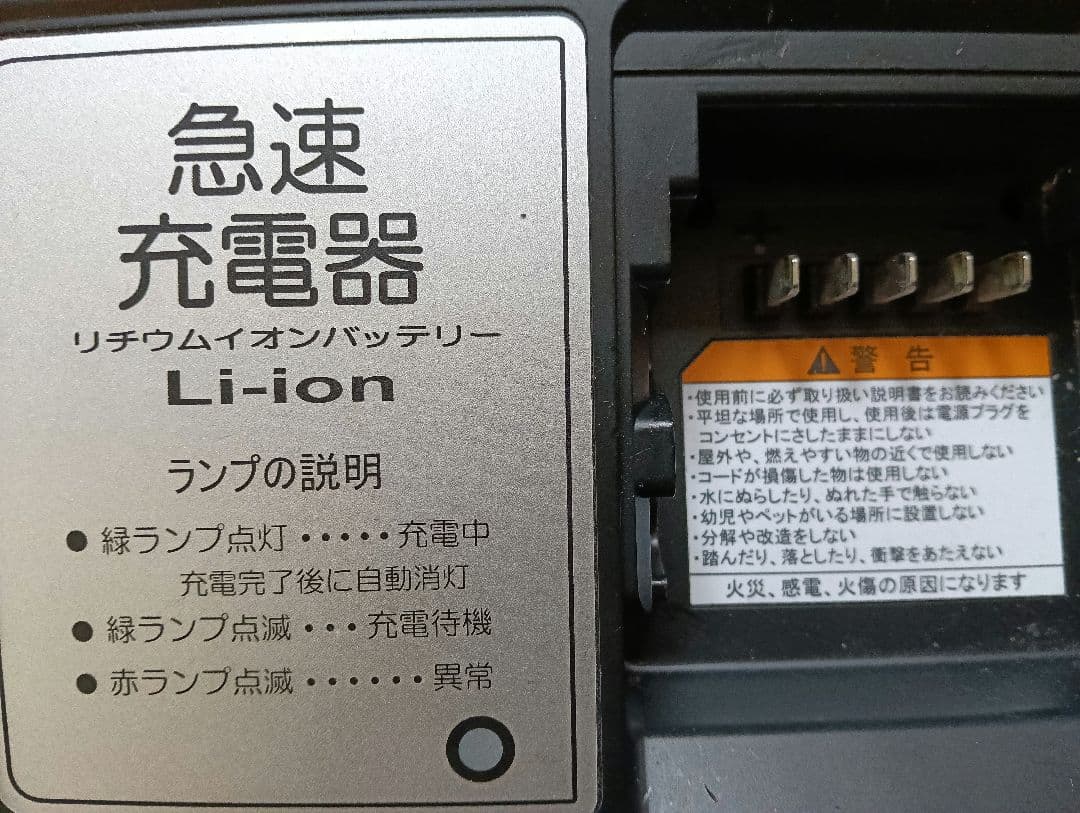 急速
充電器
リチウムイオンバッテリー
Li-ion
ランプの説明
● 緑ランプ点灯・・・・・充電中
充電完了後に自動消灯
● 緑ランプ点滅・・・充電待機
● 赤ランプ点滅・・・・・・異常
警告
・使用前に必ず取り扱い説明書をお読みください
・平坦な場所で使用し、使用後は電源プラグを
コンセントにさしたままにしない
・屋外や、燃えやすい物の近くで使用しない
・コードが損傷した物は使用しない
・水にぬらしたり、ぬれた手で触らない
・幼児やペットがいる場所に設置しない
・分解や改造をしない
・踏んだり、落としたり、衝撃をあたえない
火災、感電、火傷の原因になります